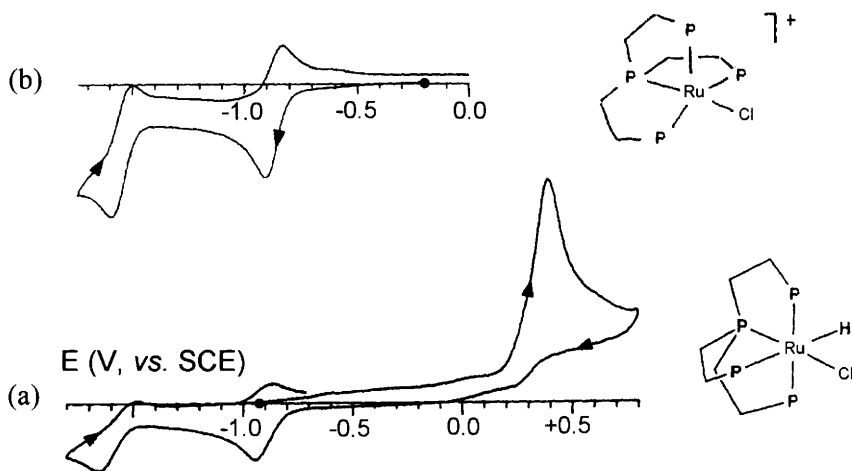 (b)
-1.0 -0.5 0.0
P
P P
Ru
Cl
P
]+
E (V, vs. SCE)
(a)
-1.0 -0.5 0.0 +0.5
P
P H
Ru
P Cl
P